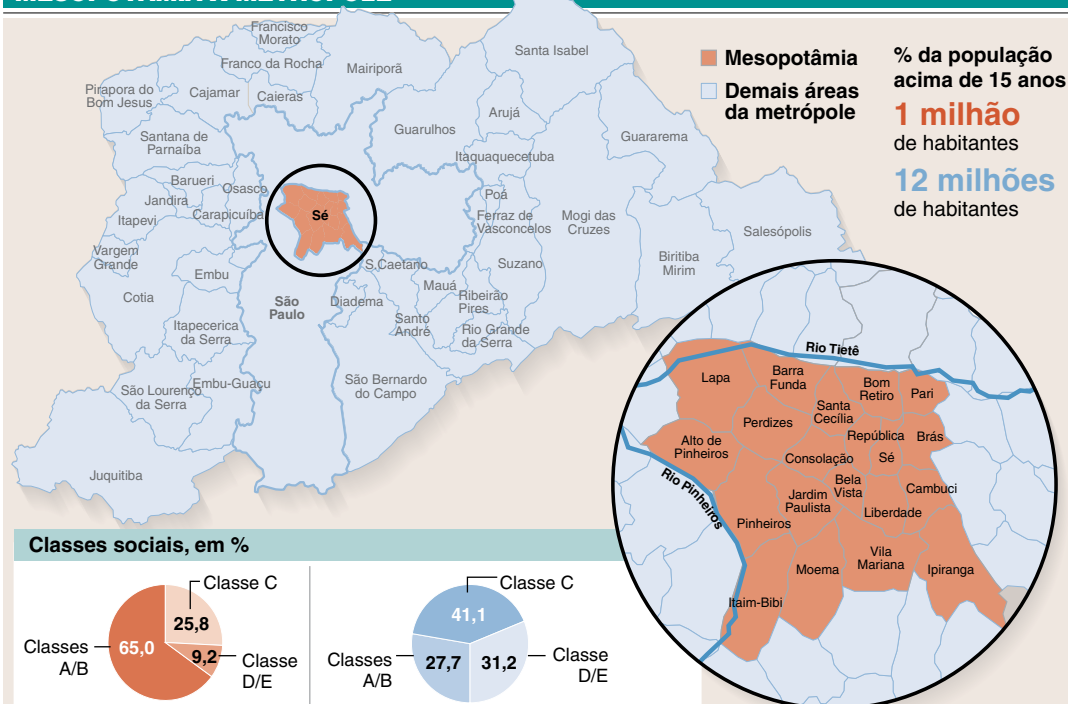 MESOPOTÂMIA X METRÓPOLE
Francisco
Morato
Franco da Rocha
Mairiporã
Santa Isabel
Pirapora do
Bom Jesus
Cajamar
Caieras
Arujá
Guarulhos
Guararema
Santana de
Parnaíba
Itaquaquecetuba
Barueri
Osasco
Jandira
Carapicuíba
Itapevi
Sé
Poá
Ferraz de
Vasconcelos
Mogi das
Cruzes
Salesópolis
Vargem
Grande
Biritiba
Mirim
Embu
S.Caetano
Suzano
Mauá
Cotia
São
Paulo
Diadema
Ribeirão
Pires
Santo
André
Itapecerica
da Serra
Rio Grande
da Serra
São Lourenço
da Serra
Embu-Guaçu
São Bernardo
do Campo
Juquitiba
Mesopotâmia
Demais áreas
da metrópole
% da população
acima de 15 anos
1 milhão
de habitantes
12 milhões
de habitantes
Rio Tietê
Lapa
Barra
Funda
Bom
Retiro
Pari
Santa
Cecília
Perdizes
República
Brás
Alto de
Pinheiros
Consolação
Sé
Rio Pinheiros
Bela
Vista
Cambuci
Jardim
Paulista
Liberdade
Pinheiros
Vila
Mariana
Moema
Ipiranga
Itaim-Bibi
Classes sociais, em %
Classe C
25,8
Classes
A/B
65,0
9,2
Classe
D/E
Classe C
41,1
Classes
A/B
27,7
31,2
Classe
D/E